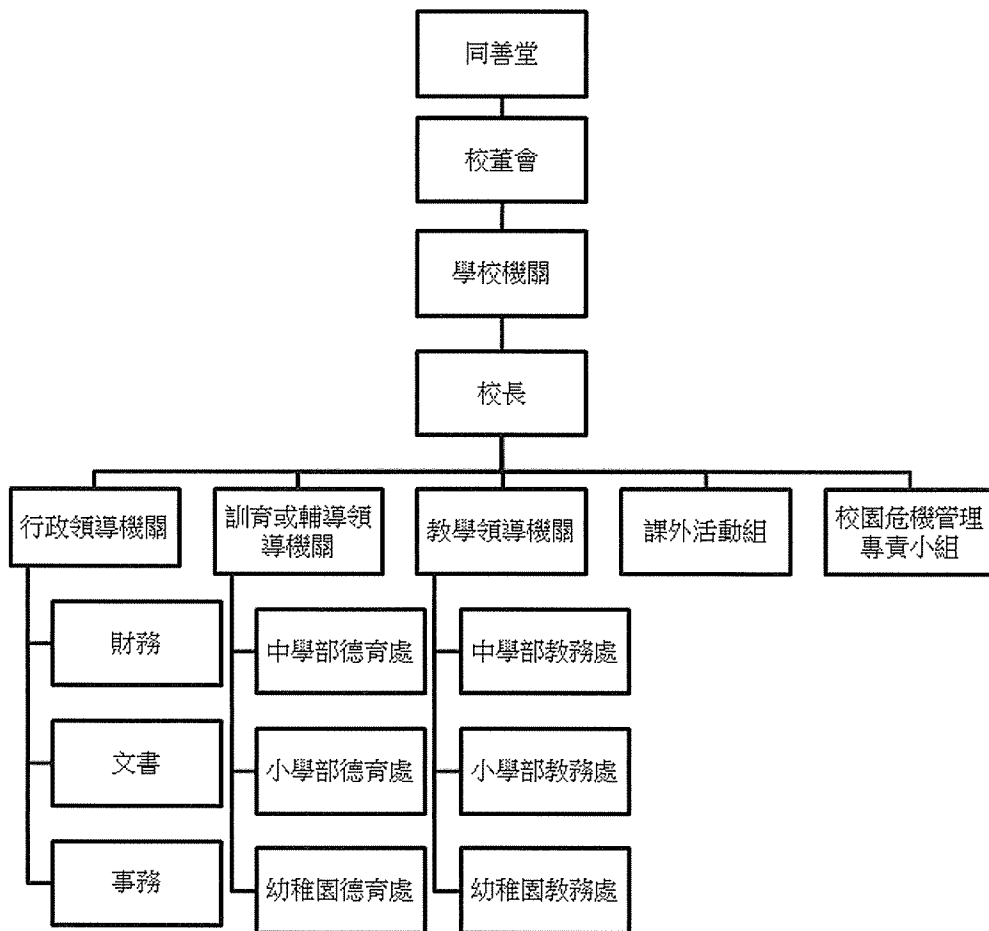 同善堂
校董會
學校機關
校長
行政領導機關
訓育或輔導領
導機關
教學領導機關
課外活動組
校園危機管理
專責小組
財務
中學部德育處
中學部教務處
文書
小學部德育處
小學部教務處
事務
幼稚園德育處
幼稚園教務處